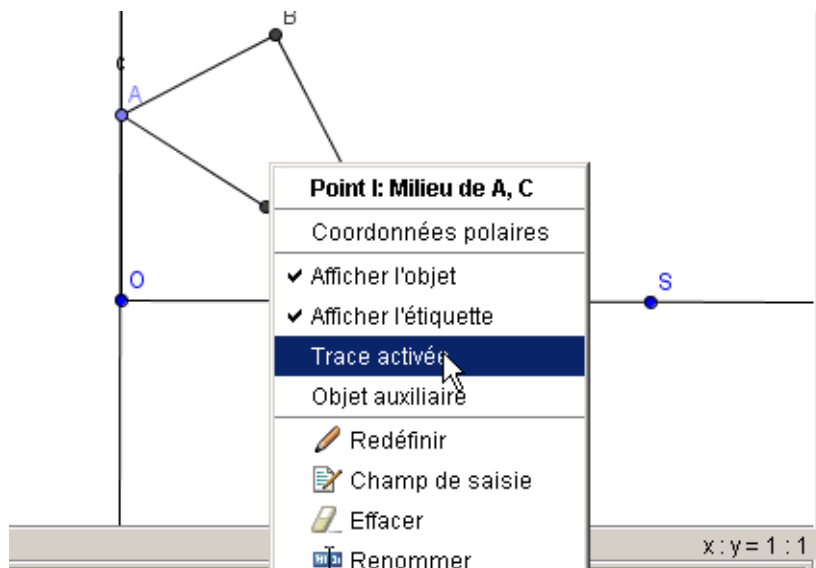 B
c
A
Point I: Milieu de A, C
Coordonnées polaires
O
✔ Afficher l'objet
S
✔ Afficher l'étiquette
Trace activée
Objet auxiliaire
Redéfinir
Champ de saisie
Effacer
x : y = 1 : 1
Renommer